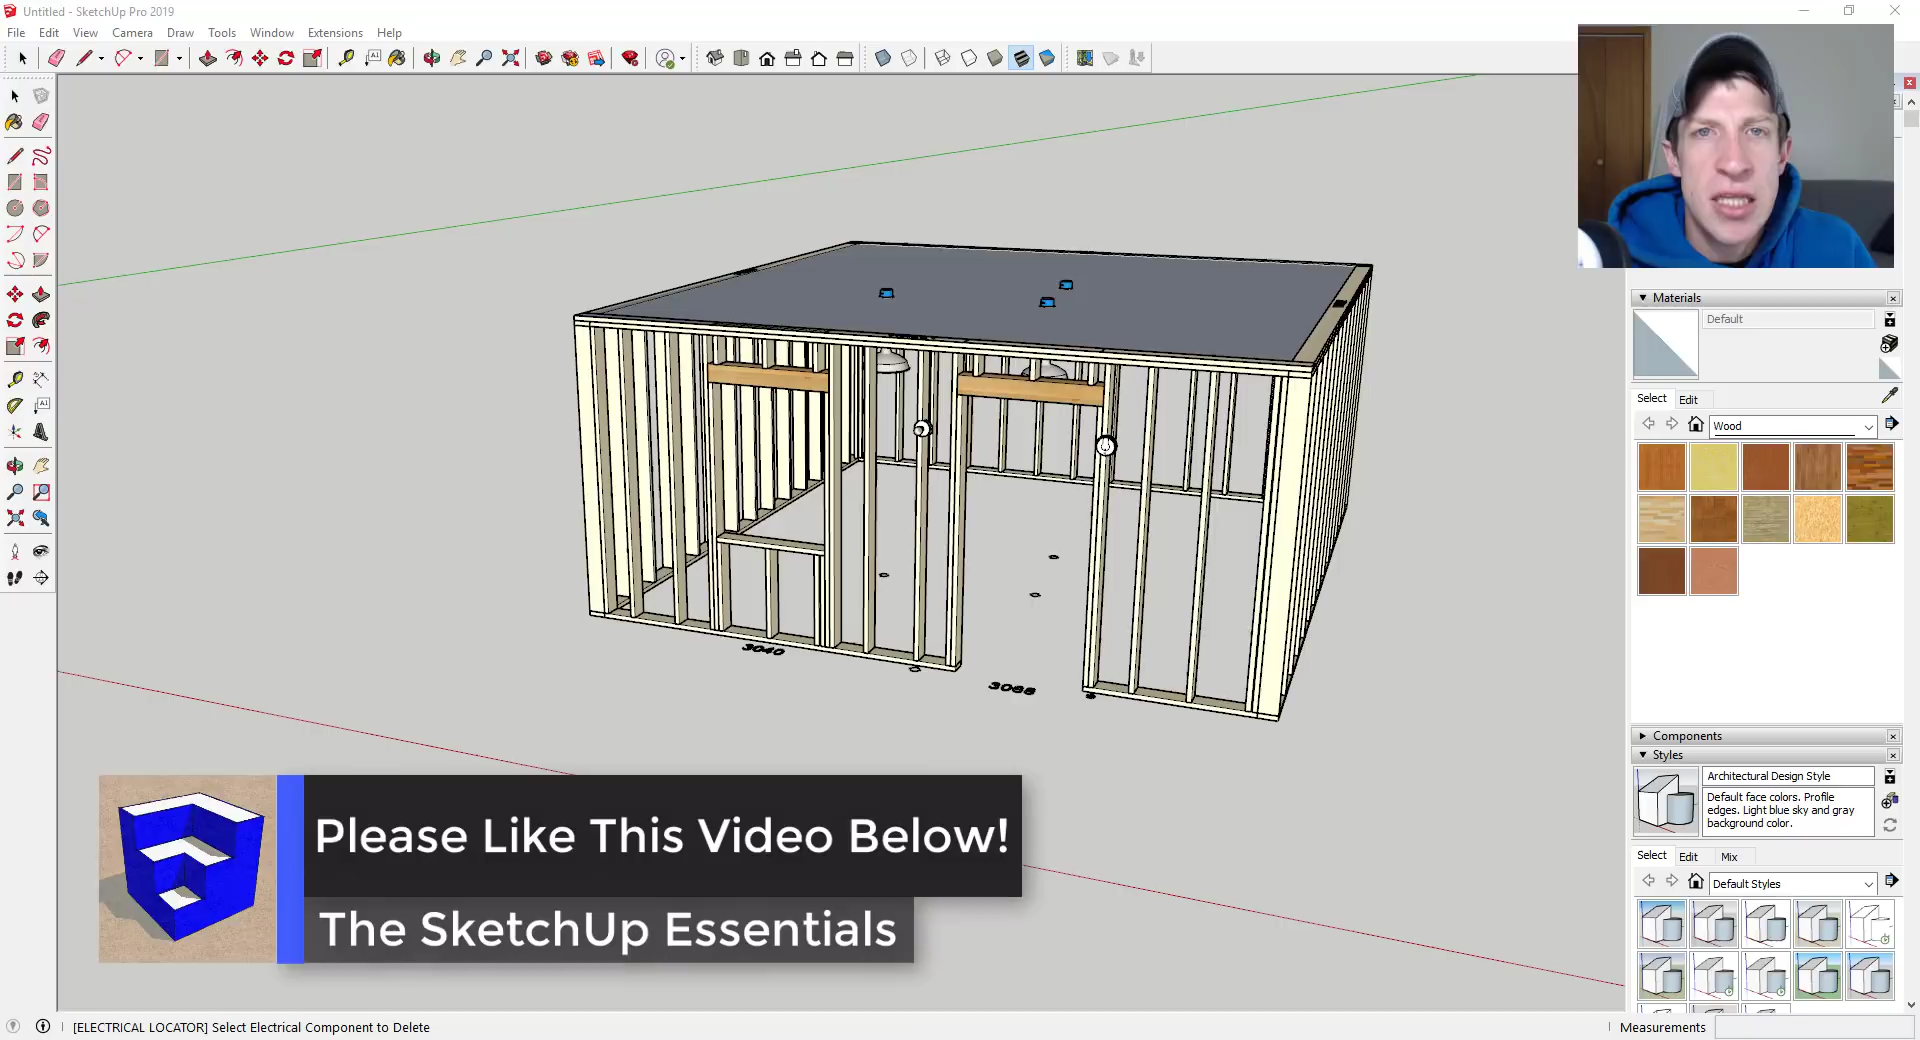 Untitled - SketchUp Pro 2019
File Edit View Camera Draw Tools Window Extensions Help
Materials
Default
Select Edit
Wood
3040
3068
Components
Styles
Architectural Design Style
Default face colors. Profile
edges. Light blue sky and gray
background color.
Select Edit Mix
Default Styles
Please Like This Video Below!
The SketchUp Essentials
[ELECTRICAL LOCATOR] Select Electrical Component to Delete
Measurements